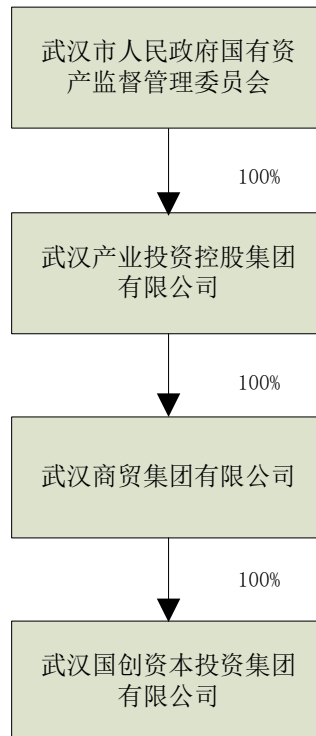 武汉市人民政府国有资
产监督管理委员会
100%
武汉产业投资控股集团
有限公司
100%
武汉商贸集团有限公司
100%
武汉国创资本投资集团
有限公司